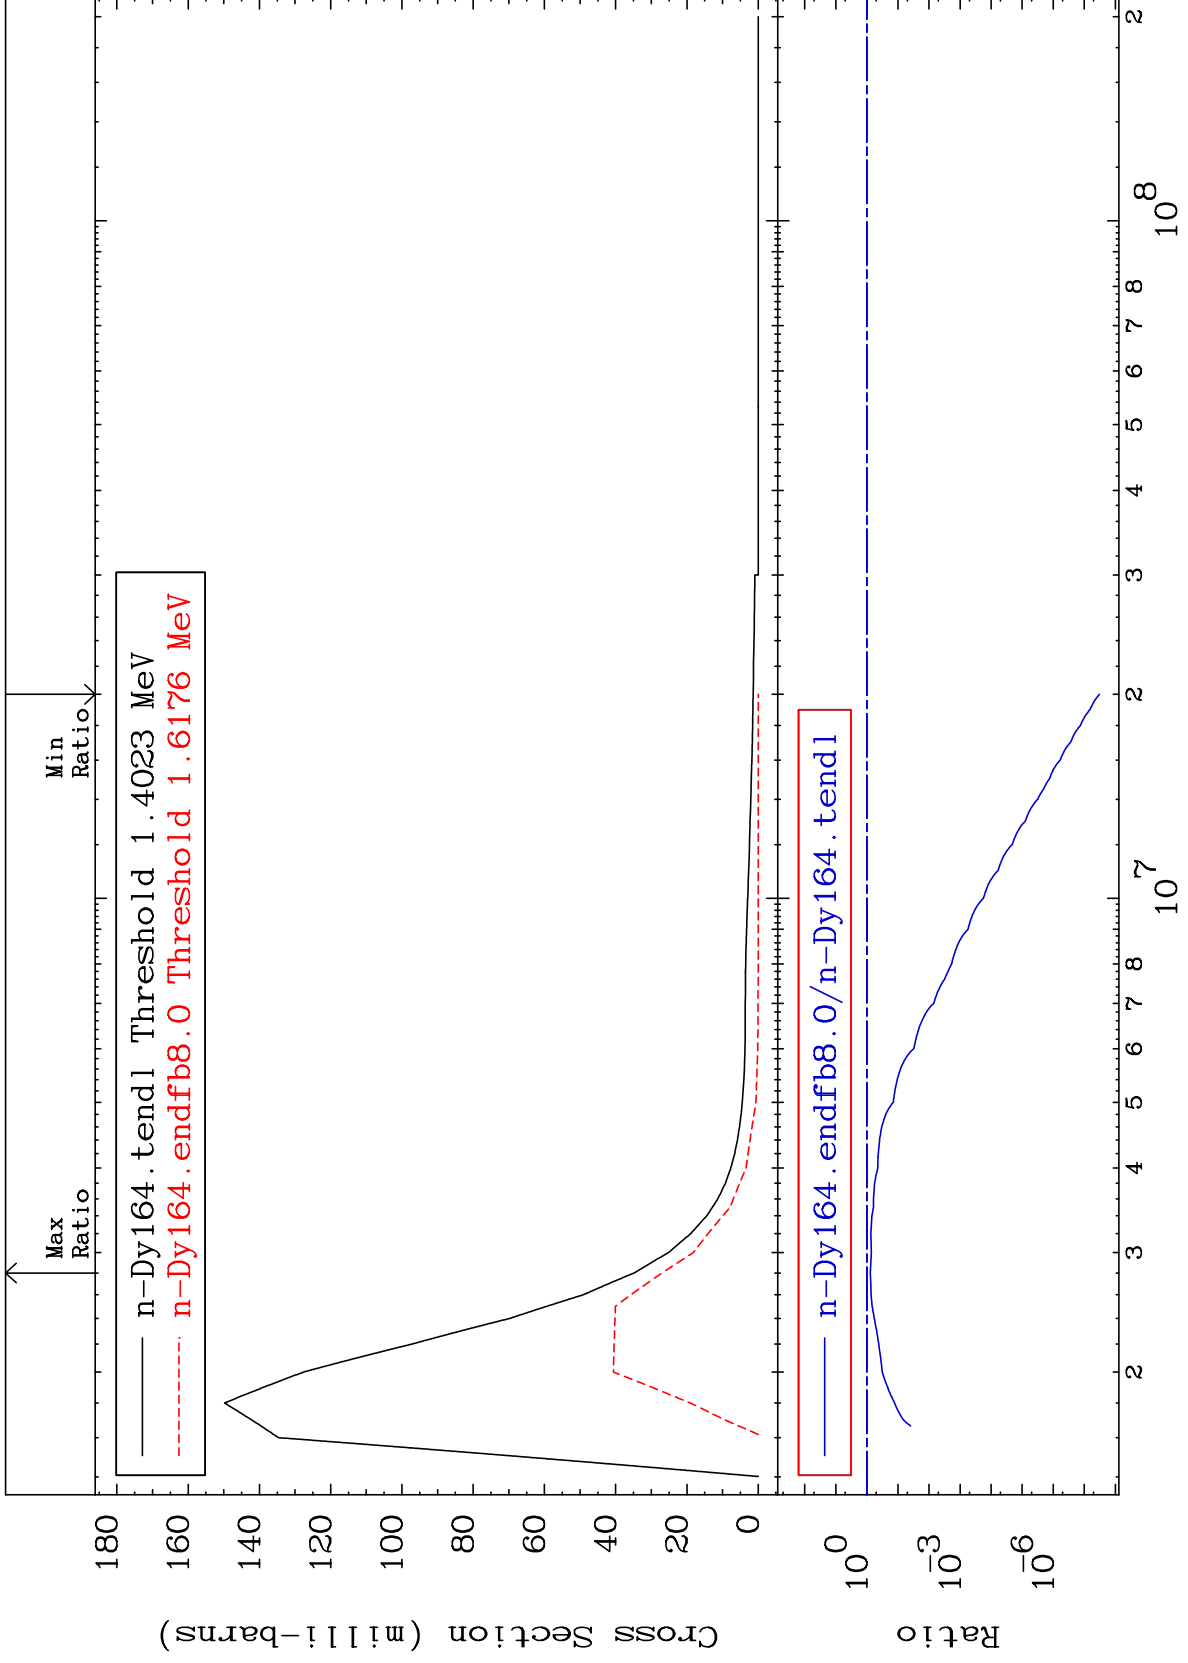 Max
Ratio
Min
Ratio
n-Dy164.tendl Threshold 1.4023 MeV
n-Dy164.endfb8.0 Threshold 1.6176 MeV
180
160
140
120
100
80
60
40
20
0
Cross Section (milli-barns)
n-Dy164.endfb8.0/n-Dy164.tendl
10^0
10^-3
10^-6
Ratio
2 3 4 5 6 7 8 2 3 4 5 6 7 8 2
10^7 10^8